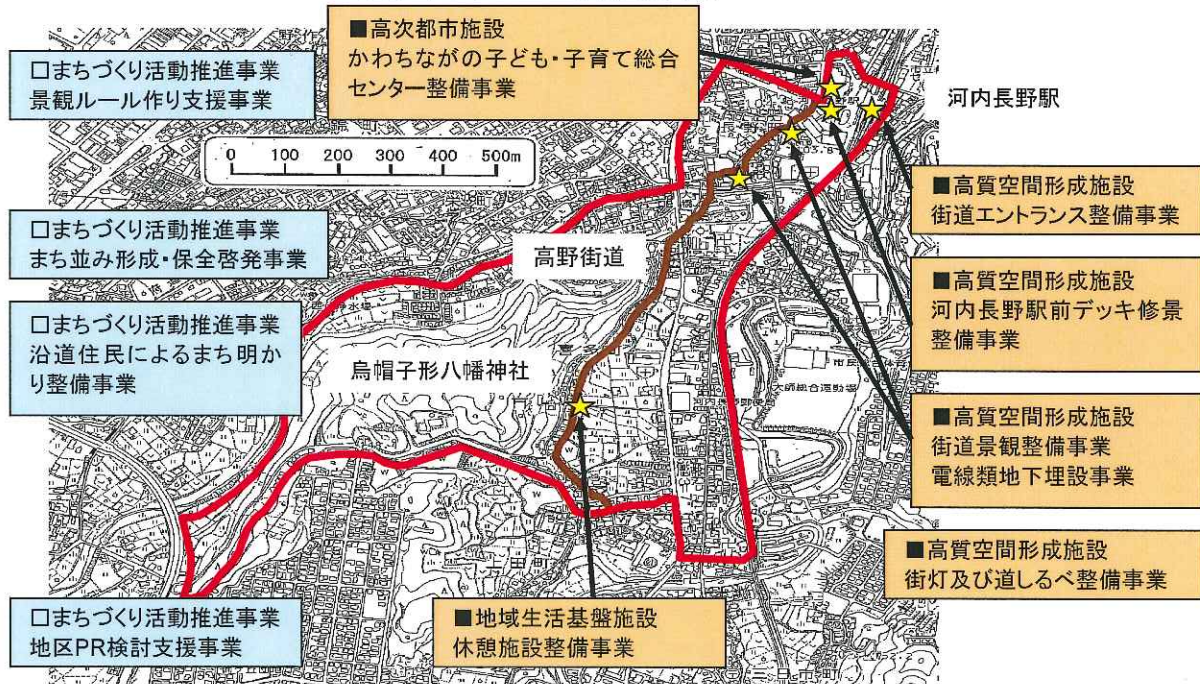 ■高次都市施設
かわちながの子ども・子育て総合
センター整備事業
□まちづくり活動推進事業
景観ルール作り支援事業
河内長野駅
0 100 200 300 400 500m
■高質空間形成施設
街道エントランス整備事業
□まちづくり活動推進事業
まち並み形成・保全啓発事業
高野街道
■高質空間形成施設
河内長野駅前デッキ修景
整備事業
□まちづくり活動推進事業
沿道住民によるまち明か
り整備事業
烏帽子形八幡神社
大師総合運動場
■高質空間形成施設
街道景観整備事業
電線類地下埋設事業
■高質空間形成施設
街灯及び道しるべ整備事業
上田町
□まちづくり活動推進事業
地区PR検討支援事業
■地域生活基盤施設
休憩施設整備事業